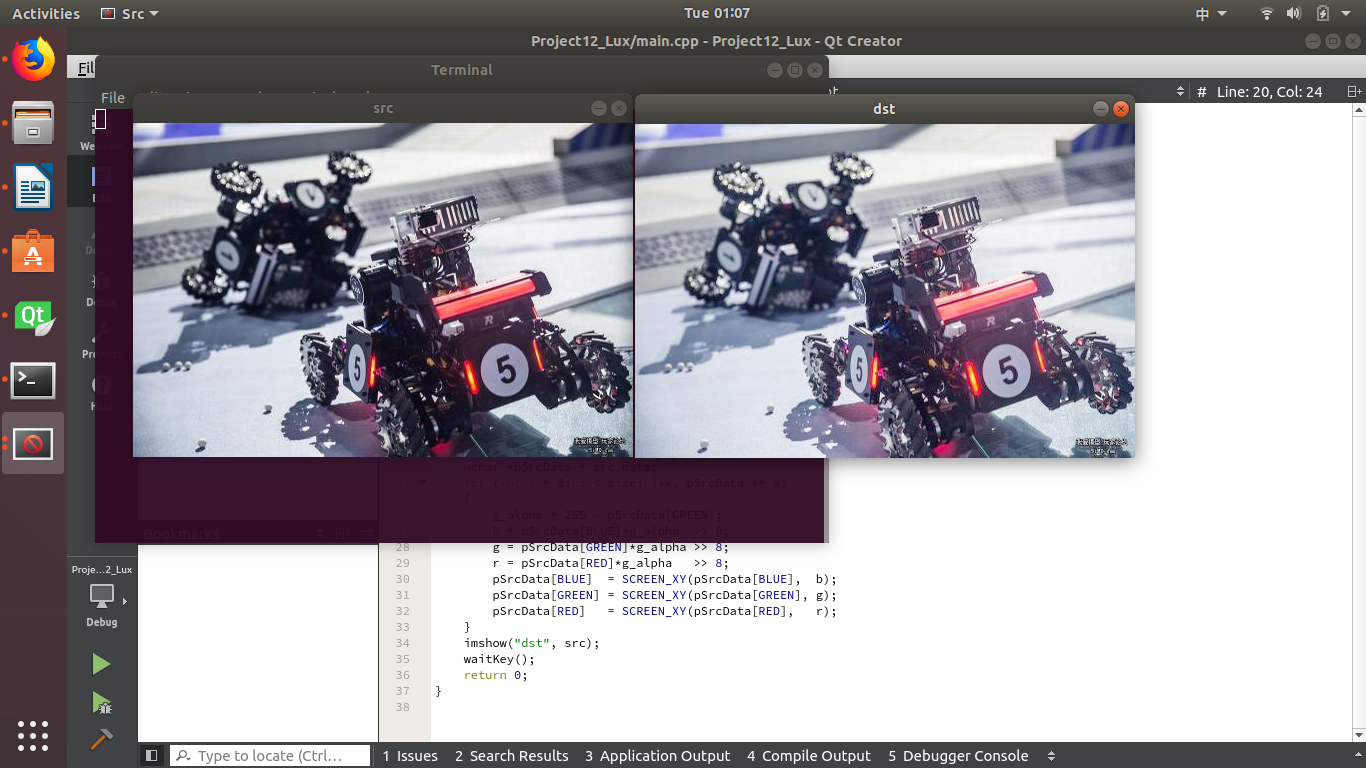 Activities
Src
Tue 01:07
中
Project12_Lux/main.cpp - Project12_Lux - Qt Creator
Fil
Terminal
# Line: 20, Col: 24
File
src
dst
5
5
R
5
5
R
uchar *pSrcData = src.data;
for (int i = 0; i < size; i++, pSrcData += 3)
{
g_alpha = 255 - pSrcData[GREEN];
Bookmarks
b = pSrcData[BLUE]*g_alpha >> 8;
28 g = pSrcData[GREEN]*g_alpha >> 8;
29 r = pSrcData[RED]*g_alpha >> 8;
30 pSrcData[BLUE] = SCREEN_XY(pSrcData[BLUE], b);
31 pSrcData[GREEN] = SCREEN_XY(pSrcData[GREEN], g);
32 pSrcData[RED] = SCREEN_XY(pSrcData[RED], r);
33 }
34 imshow("dst", src);
35 waitKey();
36 return 0;
37 }
38
Proje...2_Lux
Debug
Type to locate (Ctrl...
1 Issues
2 Search Results
3 Application Output
4 Compile Output
5 Debugger Console